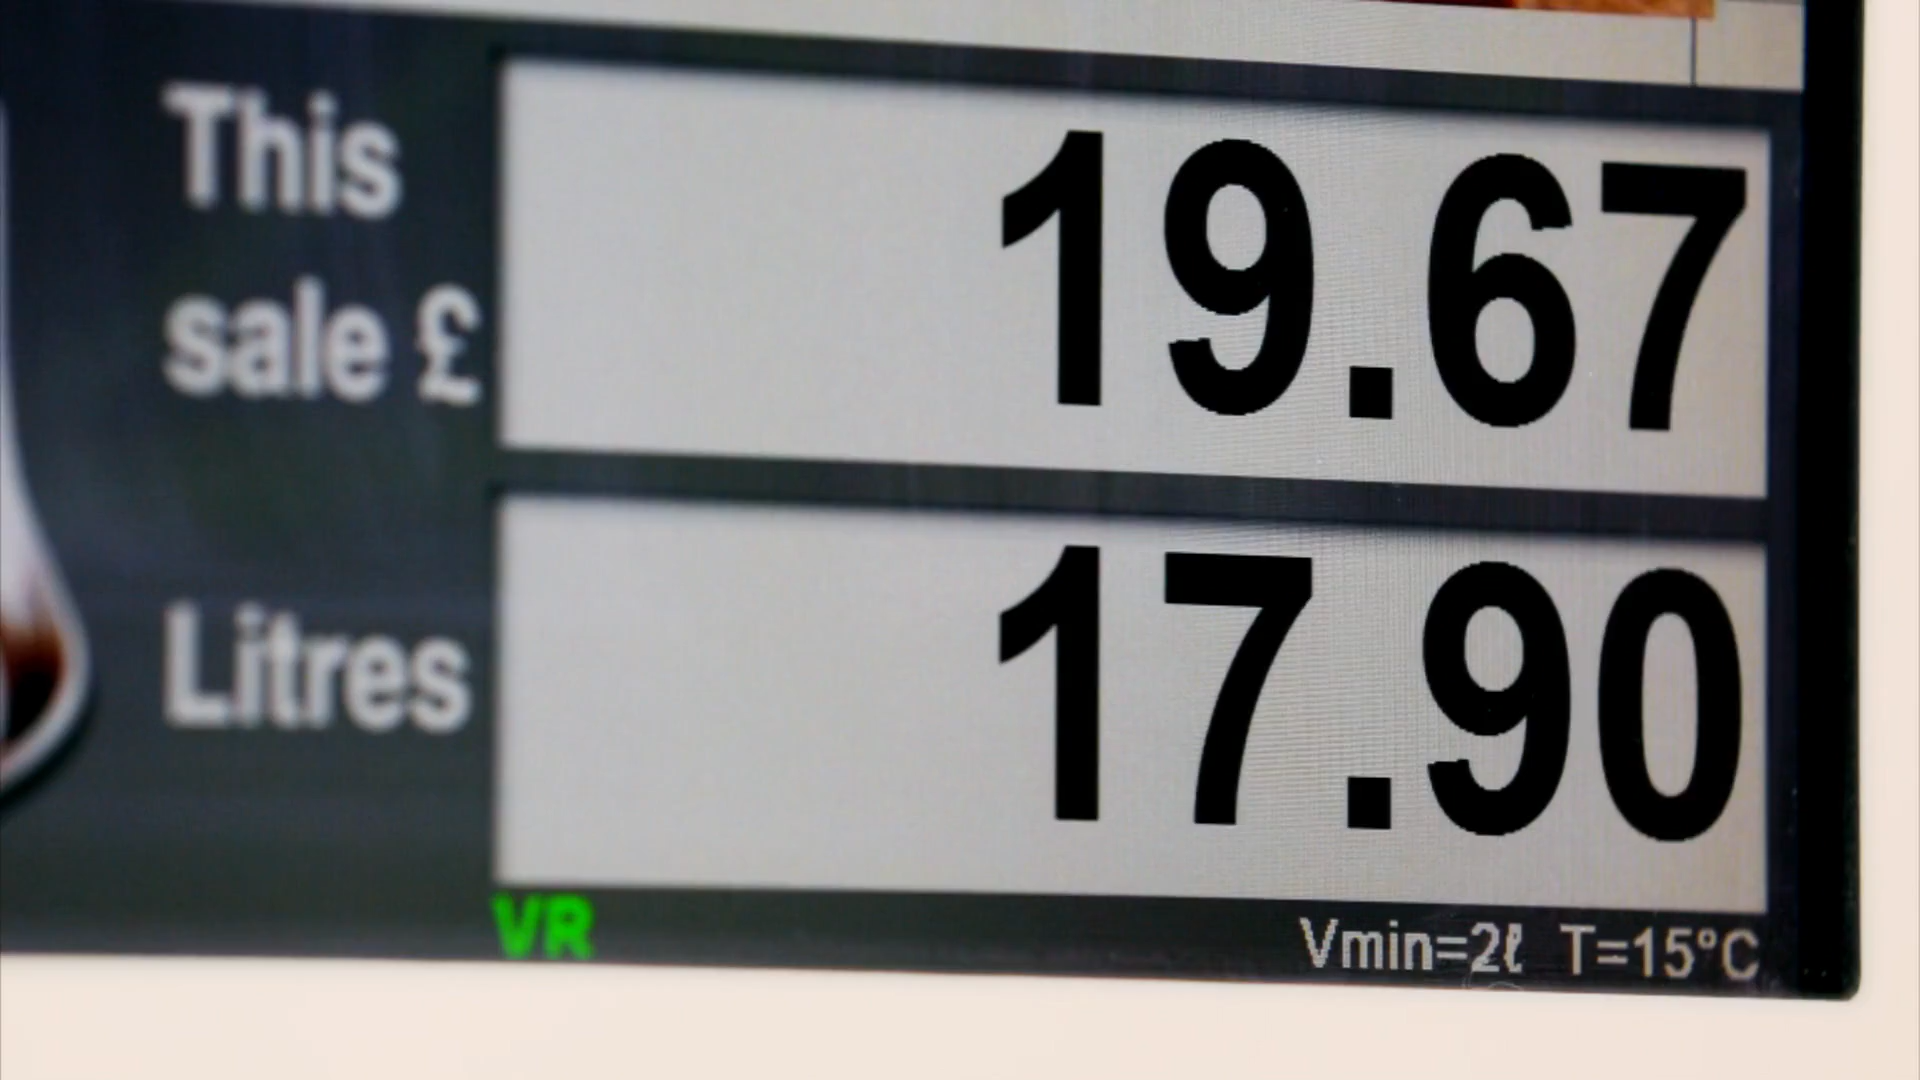 This
sale £
19.67
Litres
17.90
VR
Vmin=2ℓ T=15°C